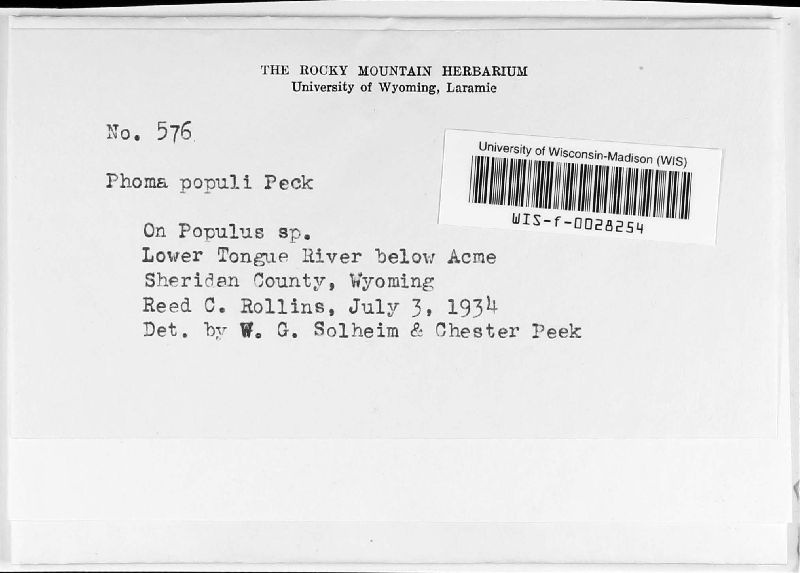 THE ROCKY MOUNTAIN HERBARIUM
University of Wyoming, Laramie
No. 576
Phoma populi Peck
University of Wisconsin-Madison (WIS)
WIS-f-0028254
On Populus sp.
Lower Tongue River below Acme
Sheridan County, Wyoming
Reed C. Rollins, July 3, 1934
Det. by W. G. Solheim & Chester Peek